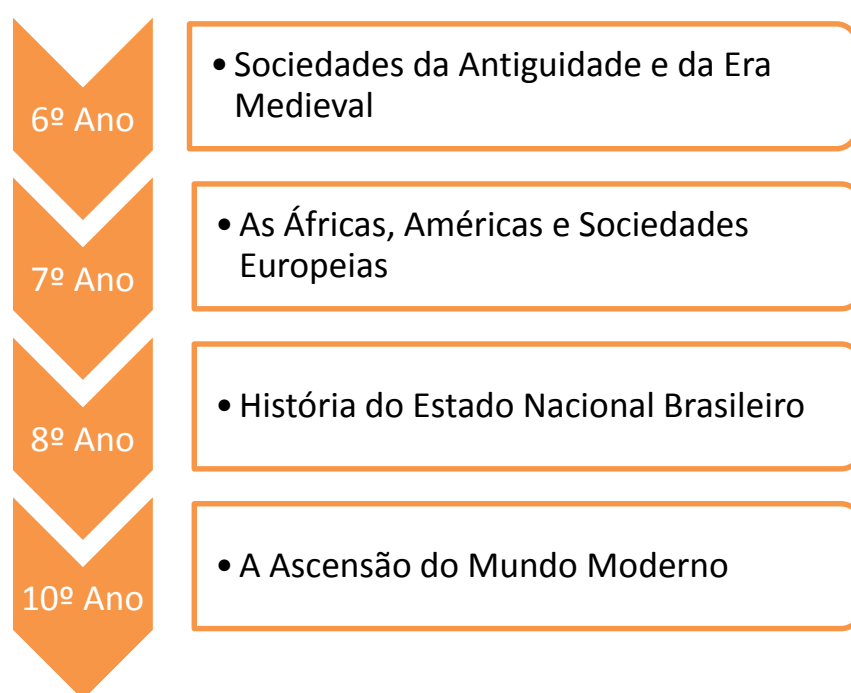 6º Ano
• Sociedades da Antiguidade e da Era
Medieval
7º Ano
• As Áfricas, Américas e Sociedades
Europeias
8º Ano
• História do Estado Nacional Brasileiro
10º Ano
• A Ascensão do Mundo Moderno